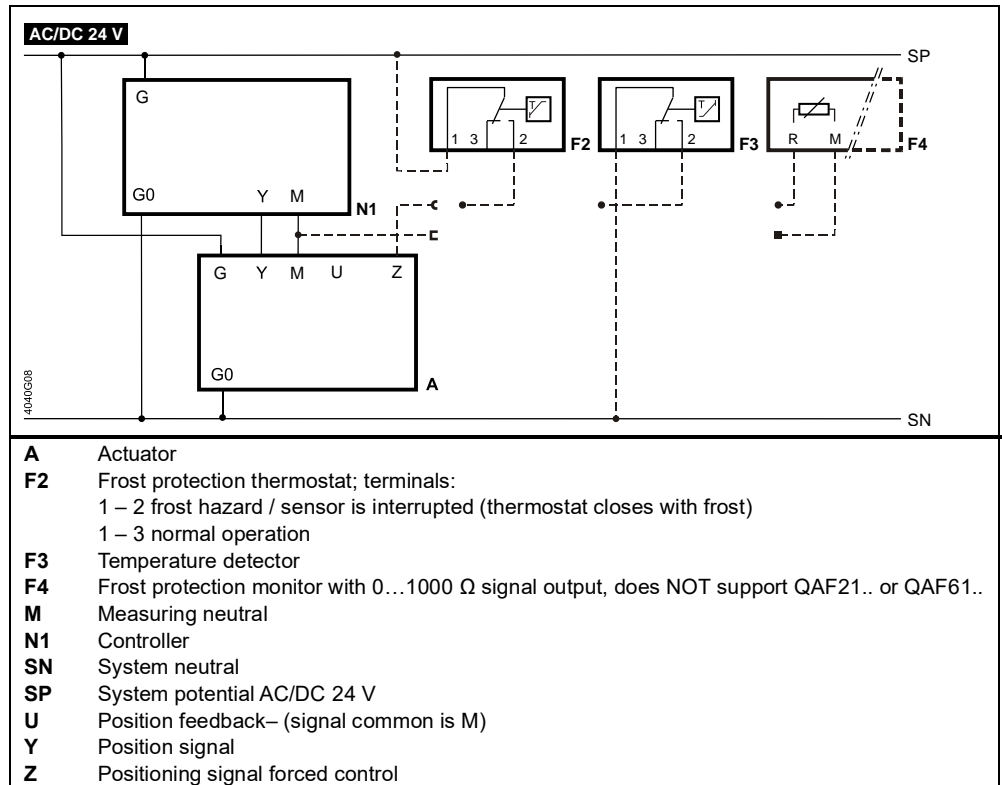 AC/DC 24 V
SP
G
T
T
1 3 2
F2
1 3 2
F3
R M
F4
G0 Y M
N1
G Y M U Z
G0
A
4040G08
SN
A Actuator
F2 Frost protection thermostat; terminals:
1 – 2 frost hazard / sensor is interrupted (thermostat closes with frost)
1 – 3 normal operation
F3 Temperature detector
F4 Frost protection monitor with 0…1000 Ω signal output, does NOT support QAF21.. or QAF61..
M Measuring neutral
N1 Controller
SN System neutral
SP System potential AC/DC 24 V
U Position feedback– (signal common is M)
Y Position signal
Z Positioning signal forced control